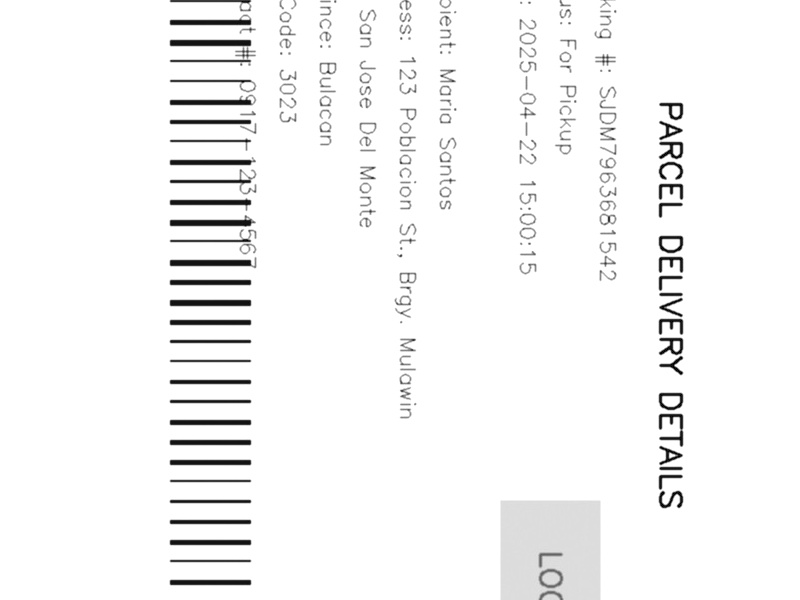 PARCEL DELIVERY DETAILS
king #: SJDM7963681542
us: For Pickup
: 2025-04-22 15:00:15
LOG
pient: Maria Santos
ess: 123 Poblacion St., Brgy. Mulawin
San Jose Del Monte
ince: Bulacan
Code: 3023
act #: 0917-123-4567